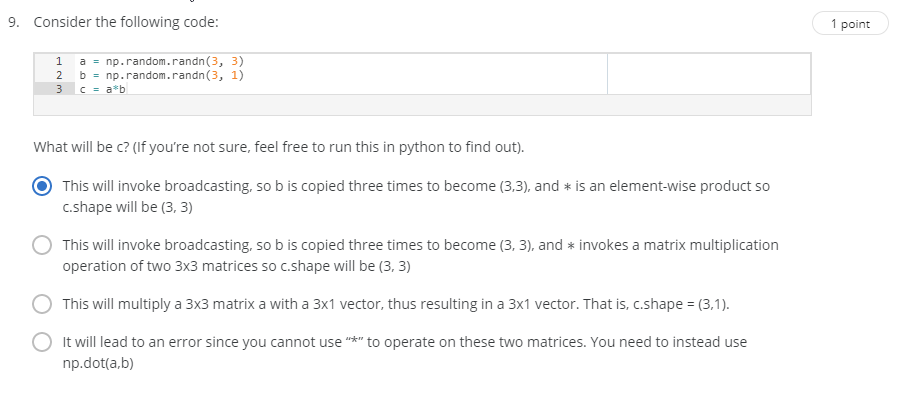 9. Consider the following code:
1 point
1 a = np.random.randn(3, 3)
2 b = np.random.randn(3, 1)
3 c = a*b
What will be c? (If you're not sure, feel free to run this in python to find out).
This will invoke broadcasting, so b is copied three times to become (3,3), and * is an element-wise product so
c.shape will be (3, 3)
This will invoke broadcasting, so b is copied three times to become (3, 3), and * invokes a matrix multiplication
operation of two 3x3 matrices so c.shape will be (3, 3)
This will multiply a 3x3 matrix a with a 3x1 vector, thus resulting in a 3x1 vector. That is, c.shape = (3,1).
It will lead to an error since you cannot use “*” to operate on these two matrices. You need to instead use
np.dot(a,b)